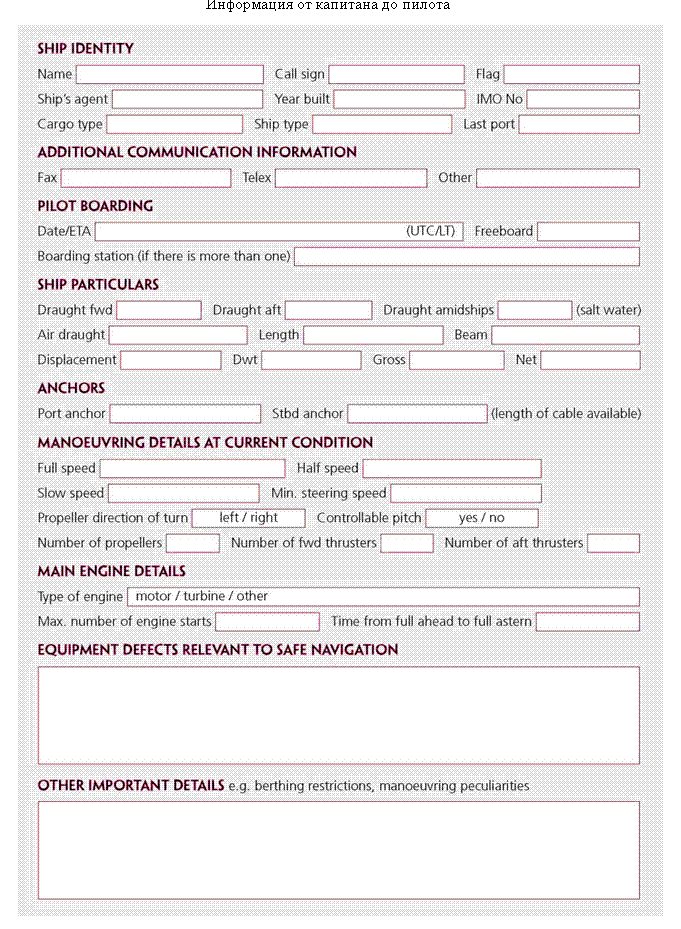 Информация от капитана до пилота
SHIP IDENTITY
Name Call sign Flag
Ship's agent Year built IMO No
Cargo type Ship type Last port
ADDITIONAL COMMUNICATION INFORMATION
Fax Telex Other
PILOT BOARDING
Date/ETA (UTC/LT) Freeboard
Boarding station (if there is more than one)
SHIP PARTICULARS
Draught fwd Draught aft Draught amidships (salt water)
Air draught Length Beam
Displacement Dwt Gross Net
ANCHORS
Port anchor Stbd anchor (length of cable available)
MANOEUVRING DETAILS AT CURRENT CONDITION
Full speed Half speed
Slow speed Min. steering speed
Propeller direction of turn left / right Controllable pitch yes / no
Number of propellers Number of fwd thrusters Number of aft thrusters
MAIN ENGINE DETAILS
Type of engine motor / turbine / other
Max. number of engine starts Time from full ahead to full astern
EQUIPMENT DEFECTS RELEVANT TO SAFE NAVIGATION
OTHER IMPORTANT DETAILS e.g. berthing restrictions, manoeuvring peculiarities